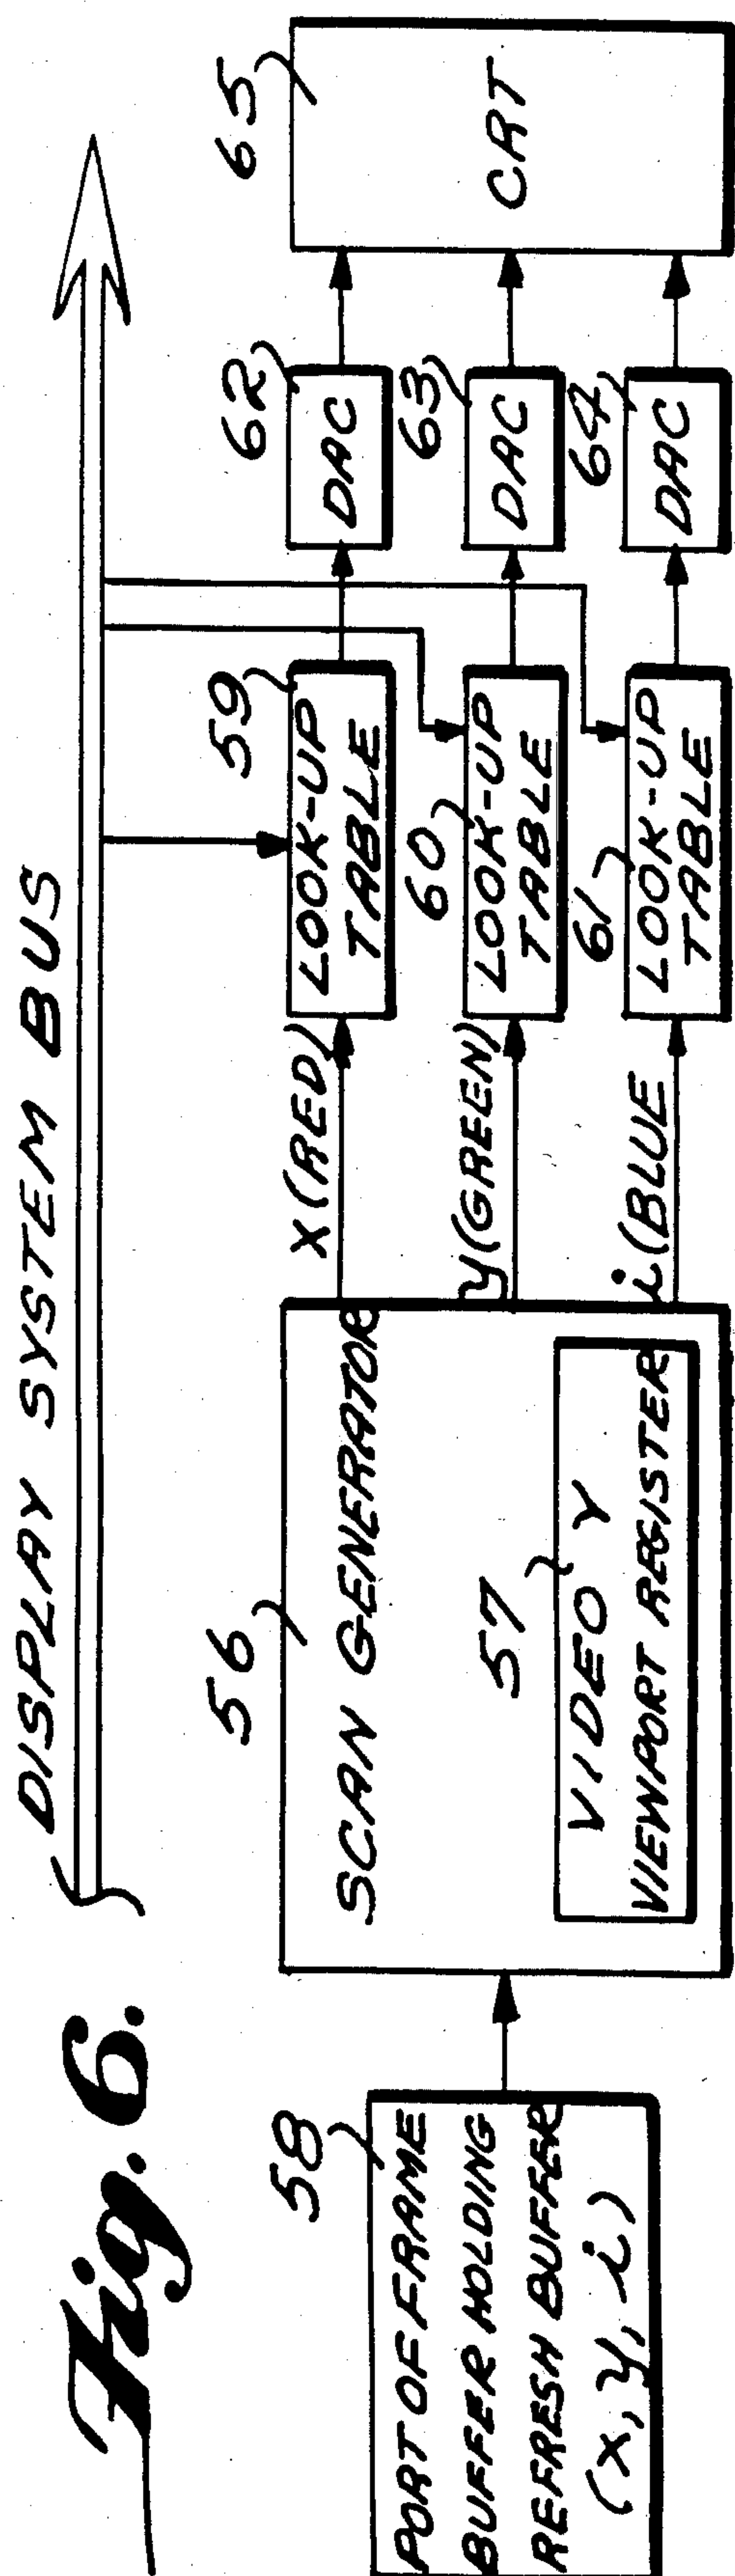 Fig. 6.
DISPLAY SYSTEM BUS
58
PORT OF FRAME
BUFFER HOLDING
REFRESH BUFFER
(x, y, i)
56
SCAN GENERATOR
57
VIDEO Y
VIEWPORT REGISTER
X (RED)
y (GREEN)
i (BLUE
59
LOOK-UP
TABLE
60
LOOK-UP
TABLE
61
LOOK-UP
TABLE
62
DAC
63
DAC
64
DAC
65
CRT